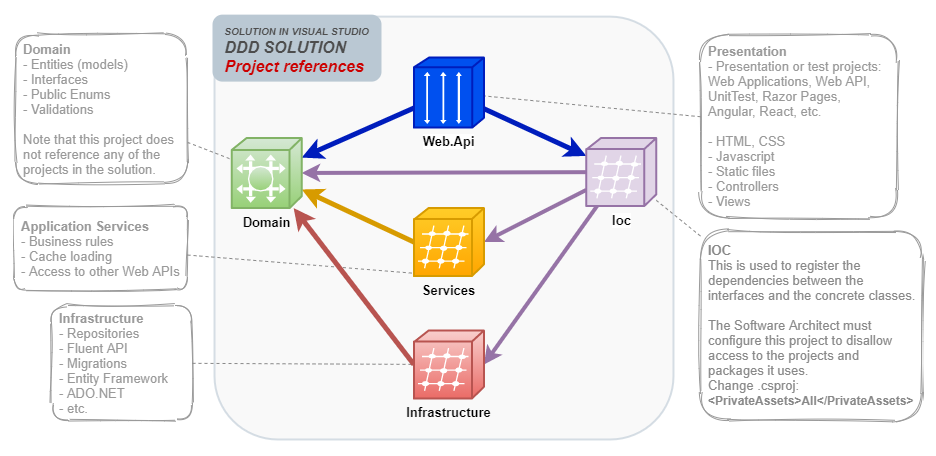 SOLUTION IN VISUAL STUDIO
DDD SOLUTION
Project references
Domain
- Entities (models)
- Interfaces
- Public Enums
- Validations
Note that this project does
not reference any of the
projects in the solution.
Application Services
- Business rules
- Cache loading
- Access to other Web APIs
Infrastructure
- Repositories
- Fluent API
- Migrations
- Entity Framework
- ADO.NET
- etc.
Web.Api
Domain
Ioc
Services
Infrastructure
Presentation
- Presentation or test projects:
Web Applications, Web API,
UnitTest, Razor Pages,
Angular, React, etc.
- HTML, CSS
- Javascript
- Static files
- Controllers
- Views
IOC
This is used to register the
dependencies between the
interfaces and the concrete classes.
The Software Architect must
configure this project to disallow
access to the projects and
packages it uses.
Change .csproj:
<PrivateAssets>All</PrivateAssets>